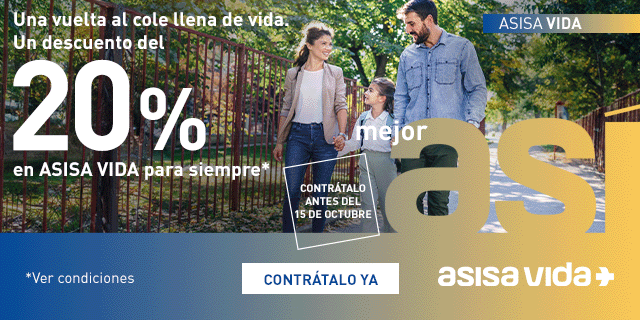 Una vuelta al cole llena de vida.
Un descuento del
20%
en ASISA VIDA para siempre*
ASISA VIDA
mejor
así
CONTRÁTALO
ANTES DEL
15 DE OCTUBRE
*Ver condiciones
CONTRÁTALO YA
asisa vida+